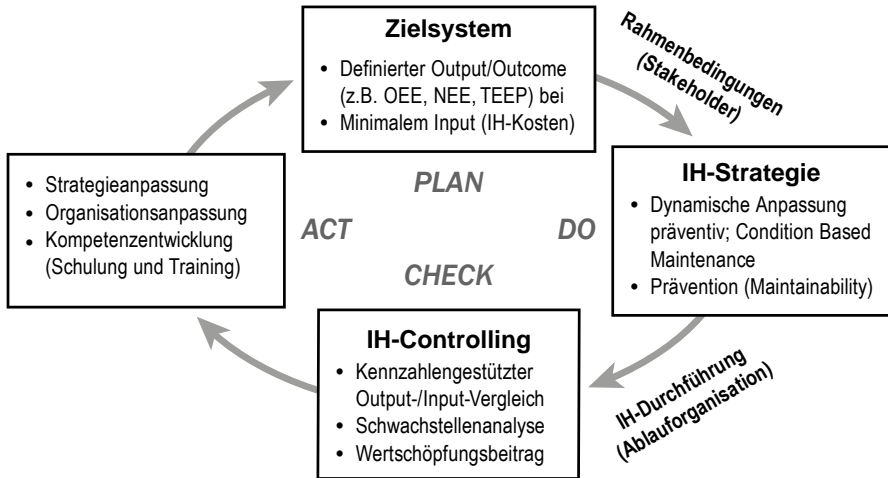 Zielsystem
• Definierter Output/Outcome
(z.B. OEE, NEE, TEEP) bei
• Minimalem Input (IH-Kosten)
Rahmenbedingungen
(Stakeholder)
• Strategieanpassung
• Organisationsanpassung
• Kompetenzentwicklung
(Schulung und Training)
PLAN
ACT
DO
CHECK
IH-Strategie
• Dynamische Anpassung
präventiv; Condition Based
Maintenance
• Prävention (Maintainability)
IH-Controlling
• Kennzahlengestützter
Output-/Input-Vergleich
• Schwachstellenanalyse
• Wertschöpfungsbeitrag
IH-Durchführung
(Ablauforganisation)